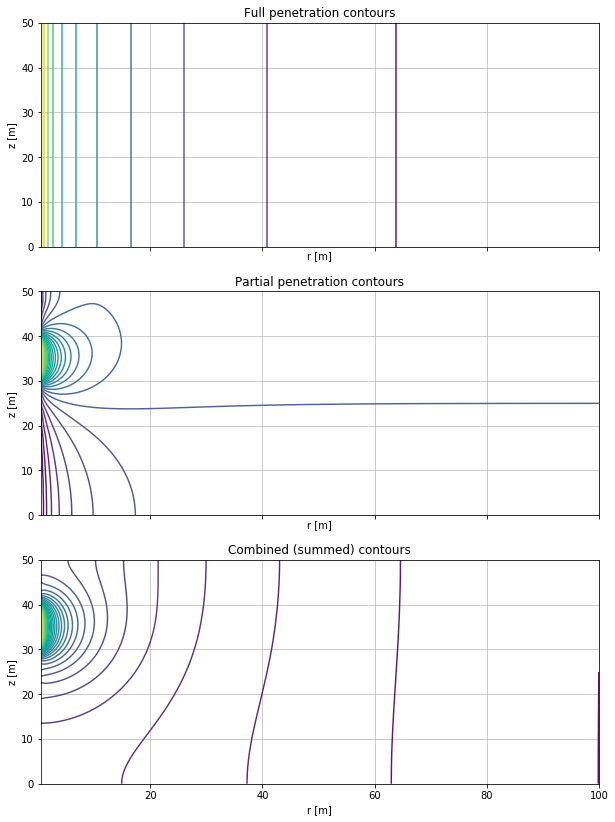 Full penetration contours
50
40
30
20
10
0
z [m]
r [m]
Partial penetration contours
50
40
30
20
10
0
z [m]
r [m]
Combined (summed) contours
50
40
30
20
10
0
z [m]
20 40 60 80 100
r [m]